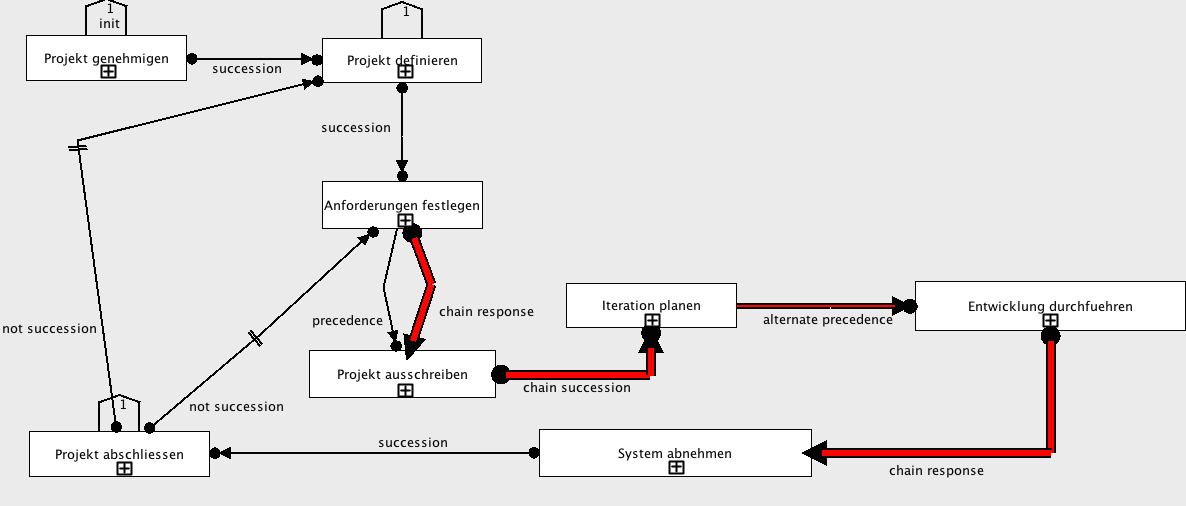 1
init
1
Projekt genehmigen
succession
Projekt definieren
succession
Anforderungen festlegen
Iteration planen
Entwicklung durchfuehren
precedence
chain response
alternate precedence
not succession
Projekt ausschreiben
chain succession
1
not succession
succession
Projekt abschliessen
System abnehmen
chain response